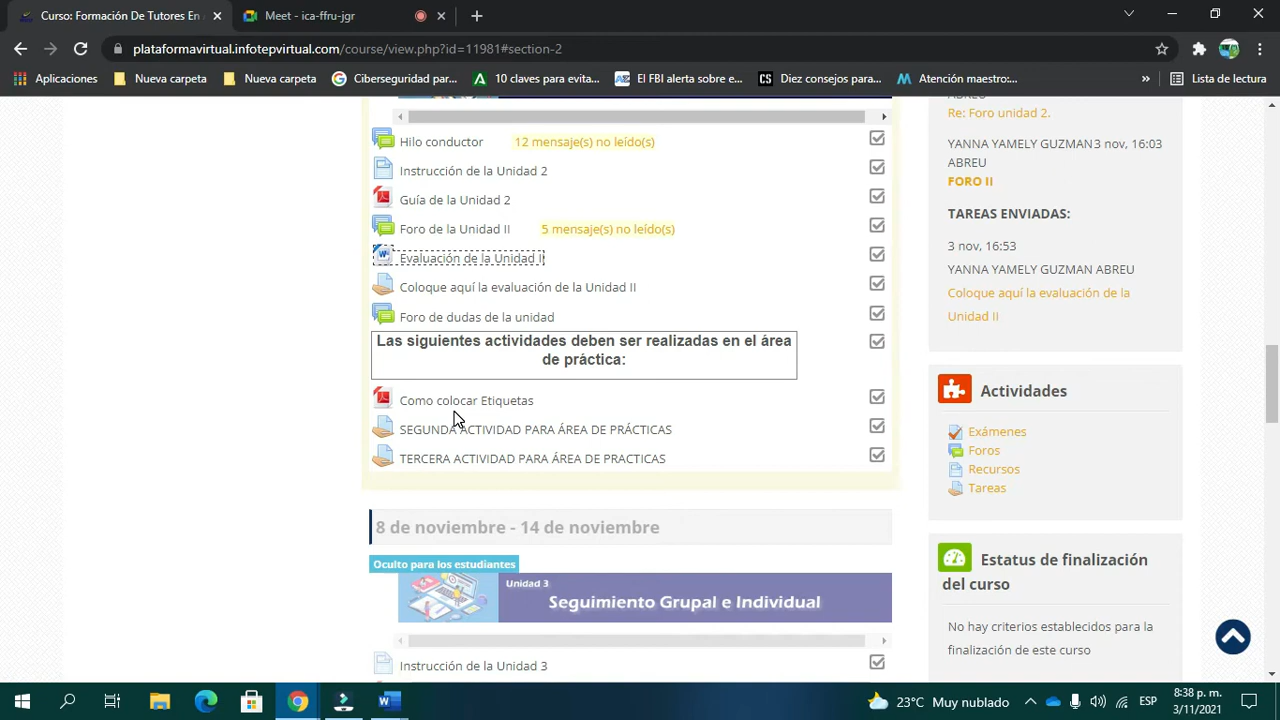 Curso: Formación De Tutores En
Meet - ica-ffru-jgr
plataformavirtual.infotepvirtual.com/course/view.php?id=11981#section-2
Aplicaciones
Nueva carpeta
Nueva carpeta
Ciberseguridad par...
10 claves para evita...
El FBI alerta sobre e...
Diez consejos para...
Atención maestro:...
»
Lista de lectura
Hilo conductor 12 mensaje(s) no leído(s)
Instrucción de la Unidad 2
Guía de la Unidad 2
Foro de la Unidad II 5 mensaje(s) no leído(s)
Evaluación de la Unidad II
Coloque aquí la evaluación de la Unidad II
Foro de dudas de la unidad
Las siguientes actividades deben ser realizadas en el área
de práctica:
Como colocar Etiquetas
SEGUNDA ACTIVIDAD PARA ÁREA DE PRÁCTICAS
TERCERA ACTIVIDAD PARA ÁREA DE PRACTICAS
8 de noviembre - 14 de noviembre
Oculto para los estudiantes
Unidad 3
Seguimiento Grupal e Individual
Instrucción de la Unidad 3
ABREU
Re: Foro unidad 2.
YANNA YAMELY GUZMAN 3 nov, 16:03
ABREU
FORO II
TAREAS ENVIADAS:
3 nov, 16:53
YANNA YAMELY GUZMAN ABREU
Coloque aquí la evaluación de la
Unidad II
Actividades
Exámenes
Foros
Recursos
Tareas
Estatus de finalización
del curso
No hay criterios establecidos para la
finalización de este curso
23°C Muy nublado
ESP
8:38 p. m.
3/11/2021